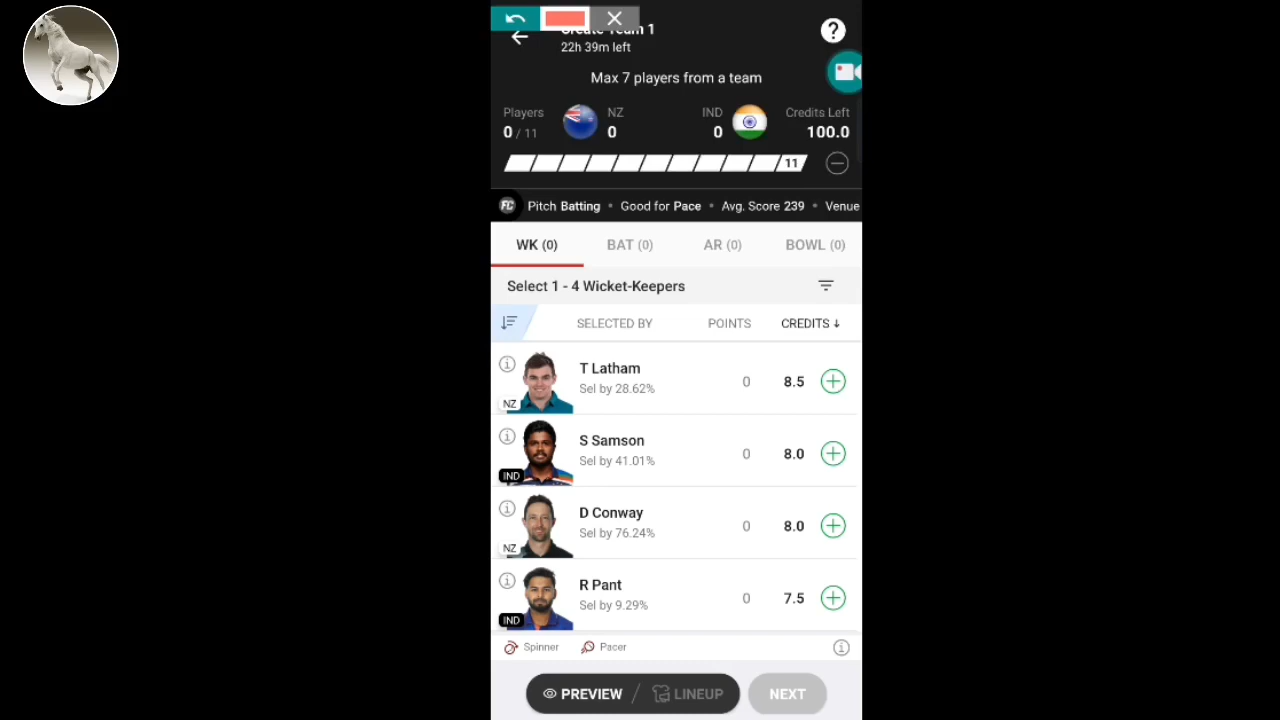 Create Team 1
22h 39m left
?
Max 7 players from a team
Players
0 / 11
NZ
0
IND
0
Credits Left
100.0
11
FC Pitch Batting • Good for Pace • Avg. Score 239 • Venue
WK (0) BAT (0) AR (0) BOWL (0)
Select 1 - 4 Wicket-Keepers
SELECTED BY POINTS CREDITS ↓
T Latham
Sel by 28.62%
NZ
0 8.5
S Samson
Sel by 41.01%
IND
0 8.0
D Conway
Sel by 76.24%
NZ
0 8.0
R Pant
Sel by 9.29%
IND
0 7.5
Spinner Pacer
PREVIEW / LINEUP NEXT